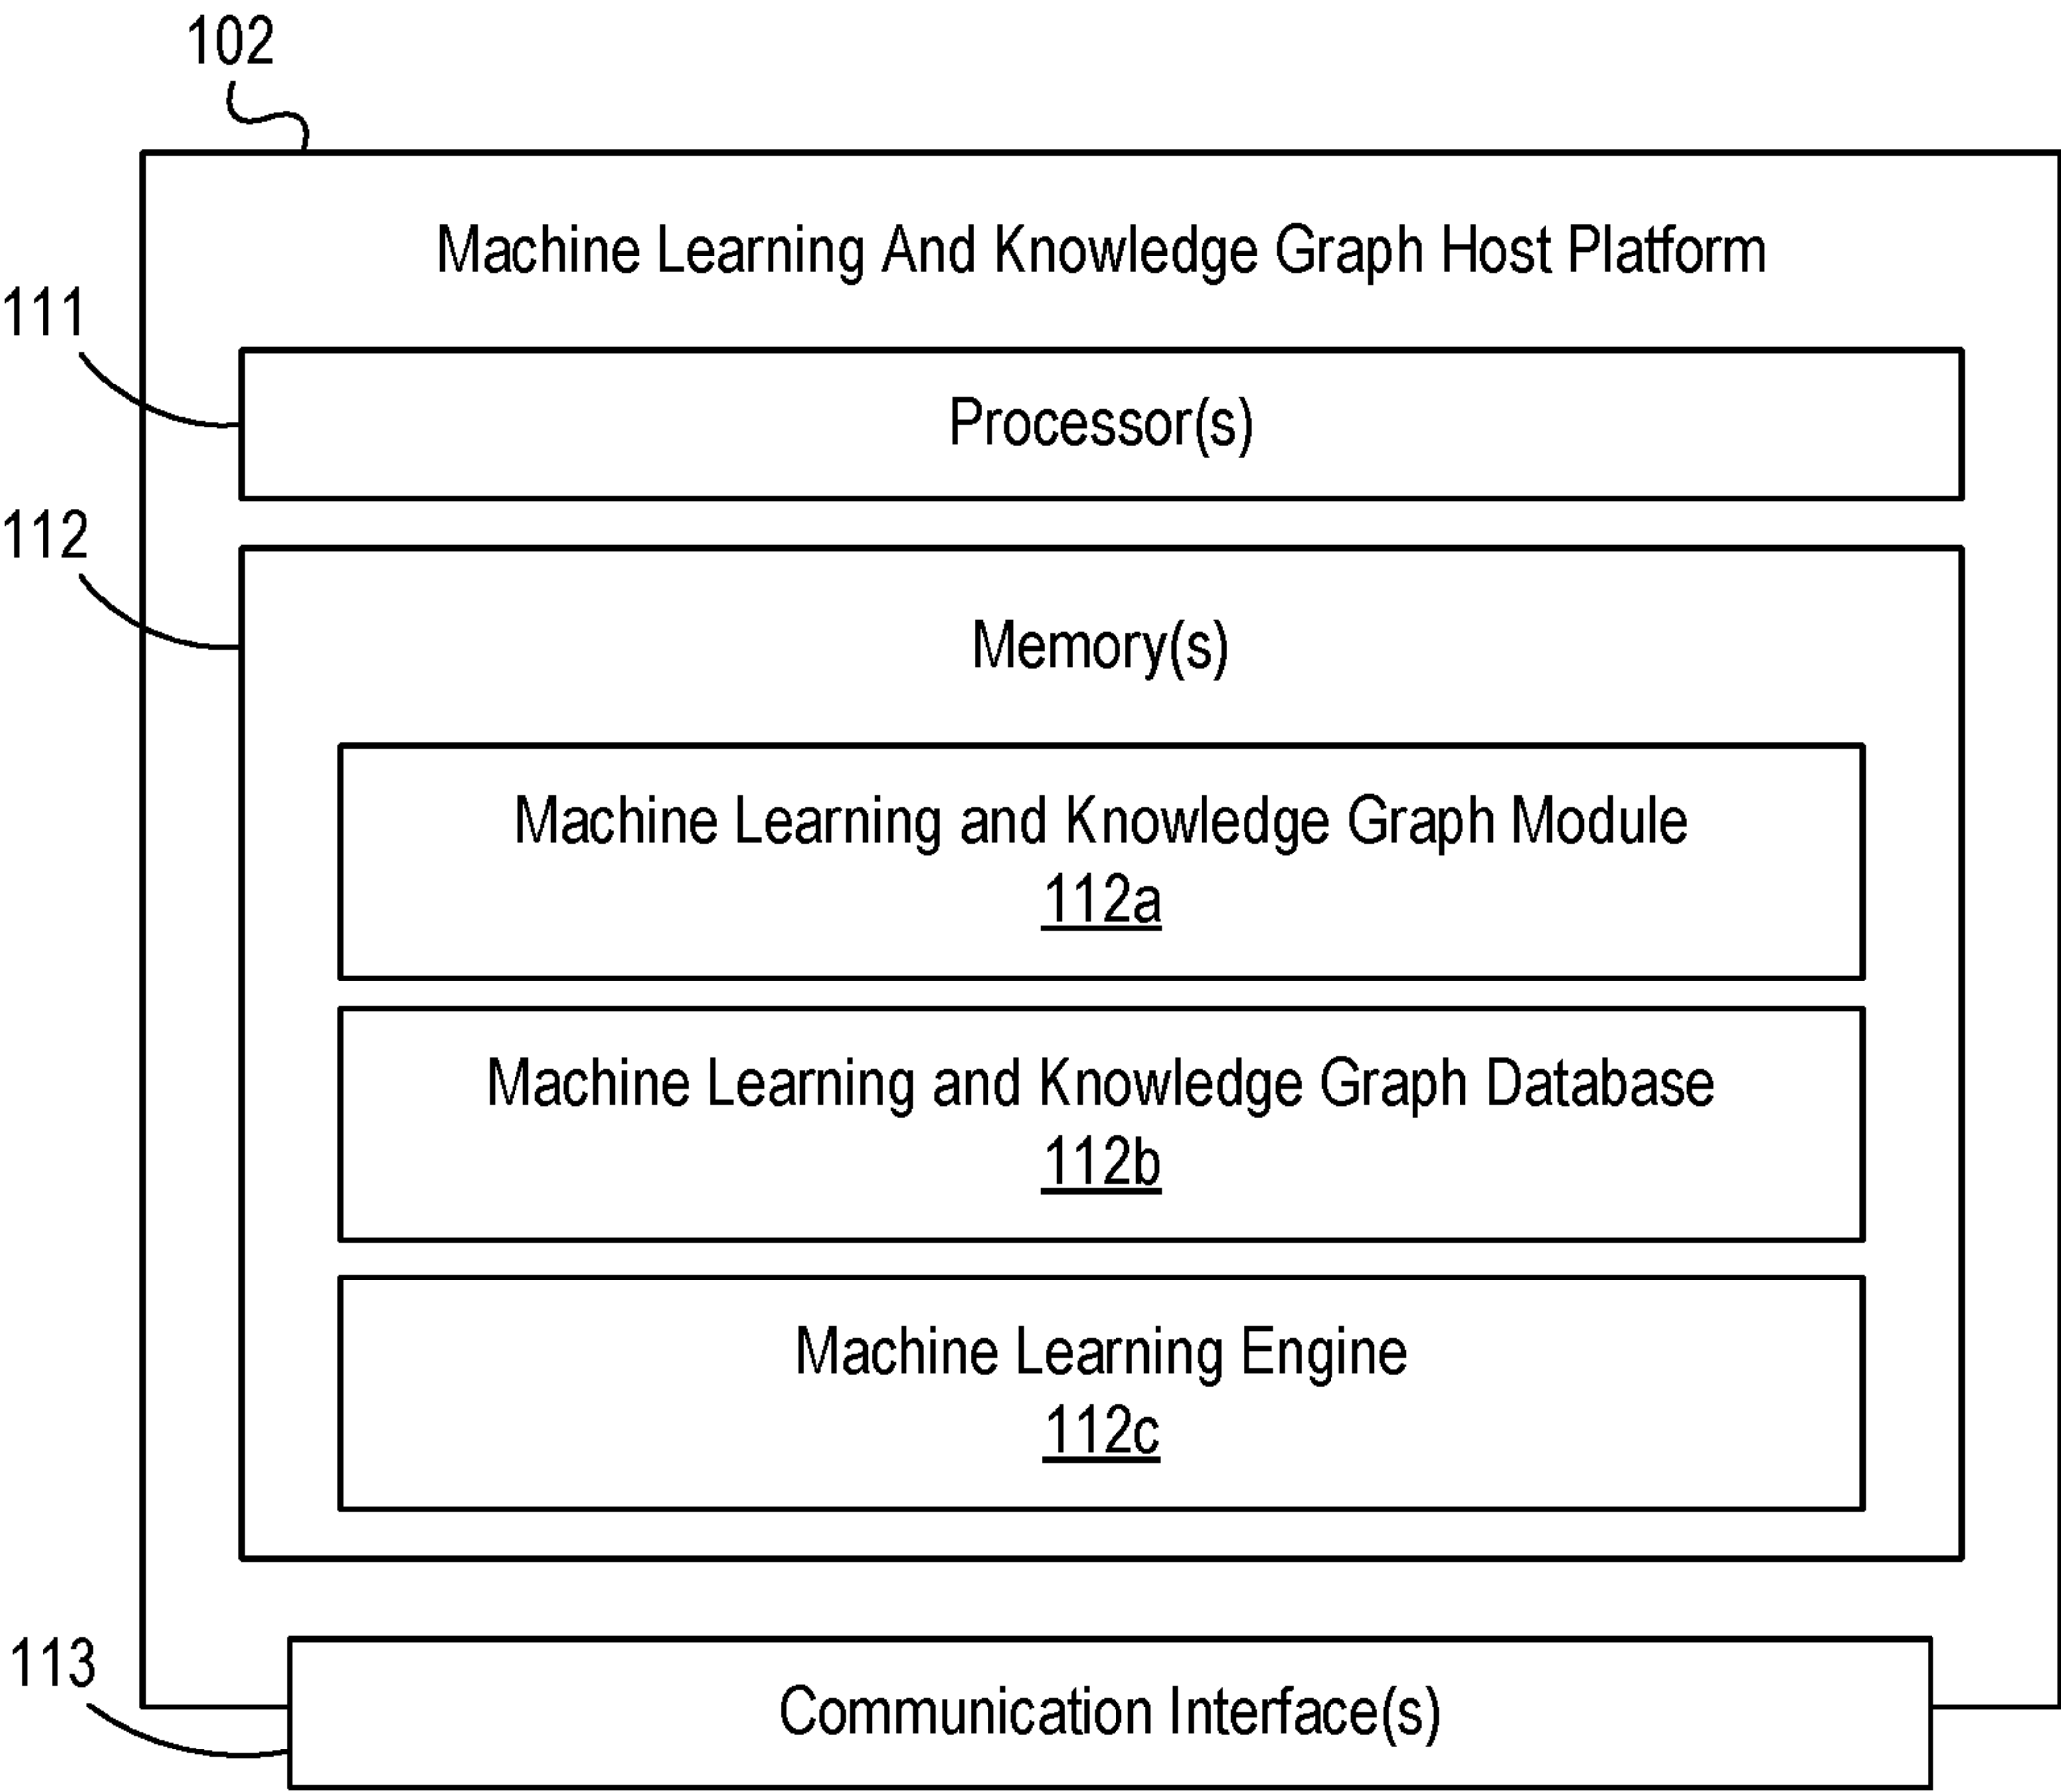 102
Machine Learning And Knowledge Graph Host Platform
111
Processor(s)
112
Memory(s)
Machine Learning and Knowledge Graph Module
112a
Machine Learning and Knowledge Graph Database
112b
Machine Learning Engine
112c
113
Communication Interface(s)